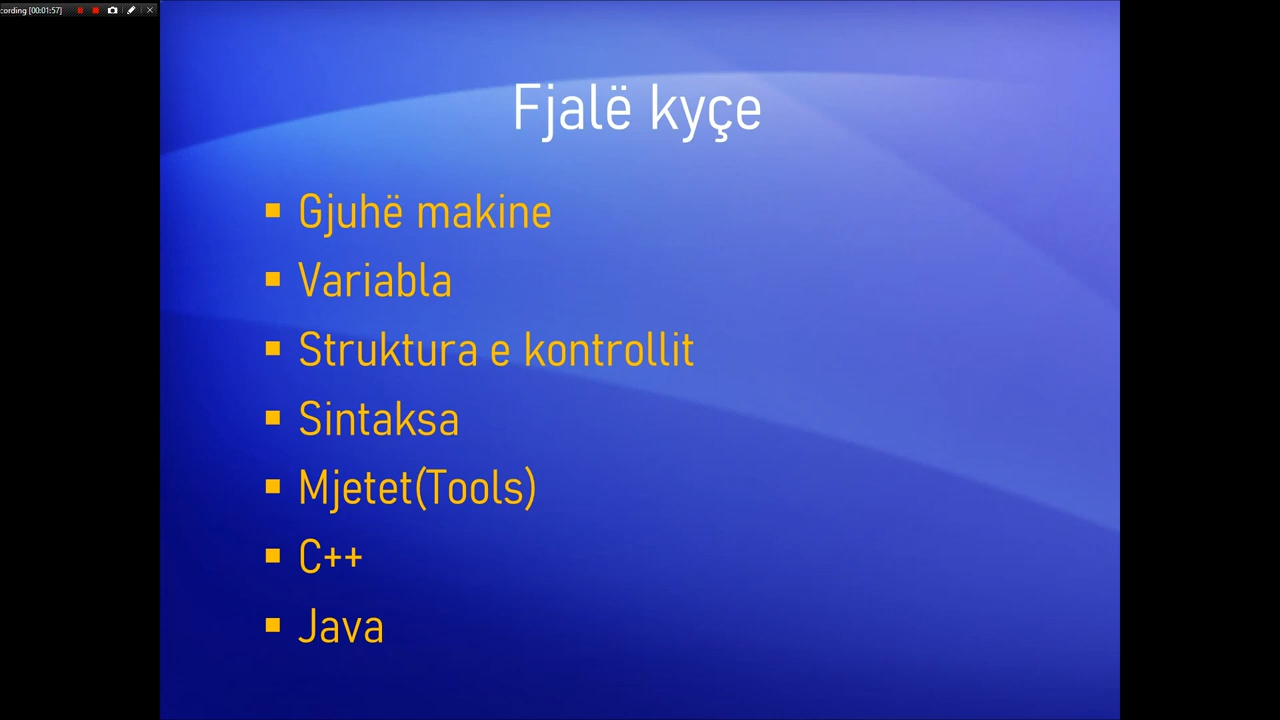 cording [00:01:57]
Fjalë kyçe
Gjuhë makine
Variabla
Struktura e kontrollit
Sintaksa
Mjetet(Tools)
C++
Java